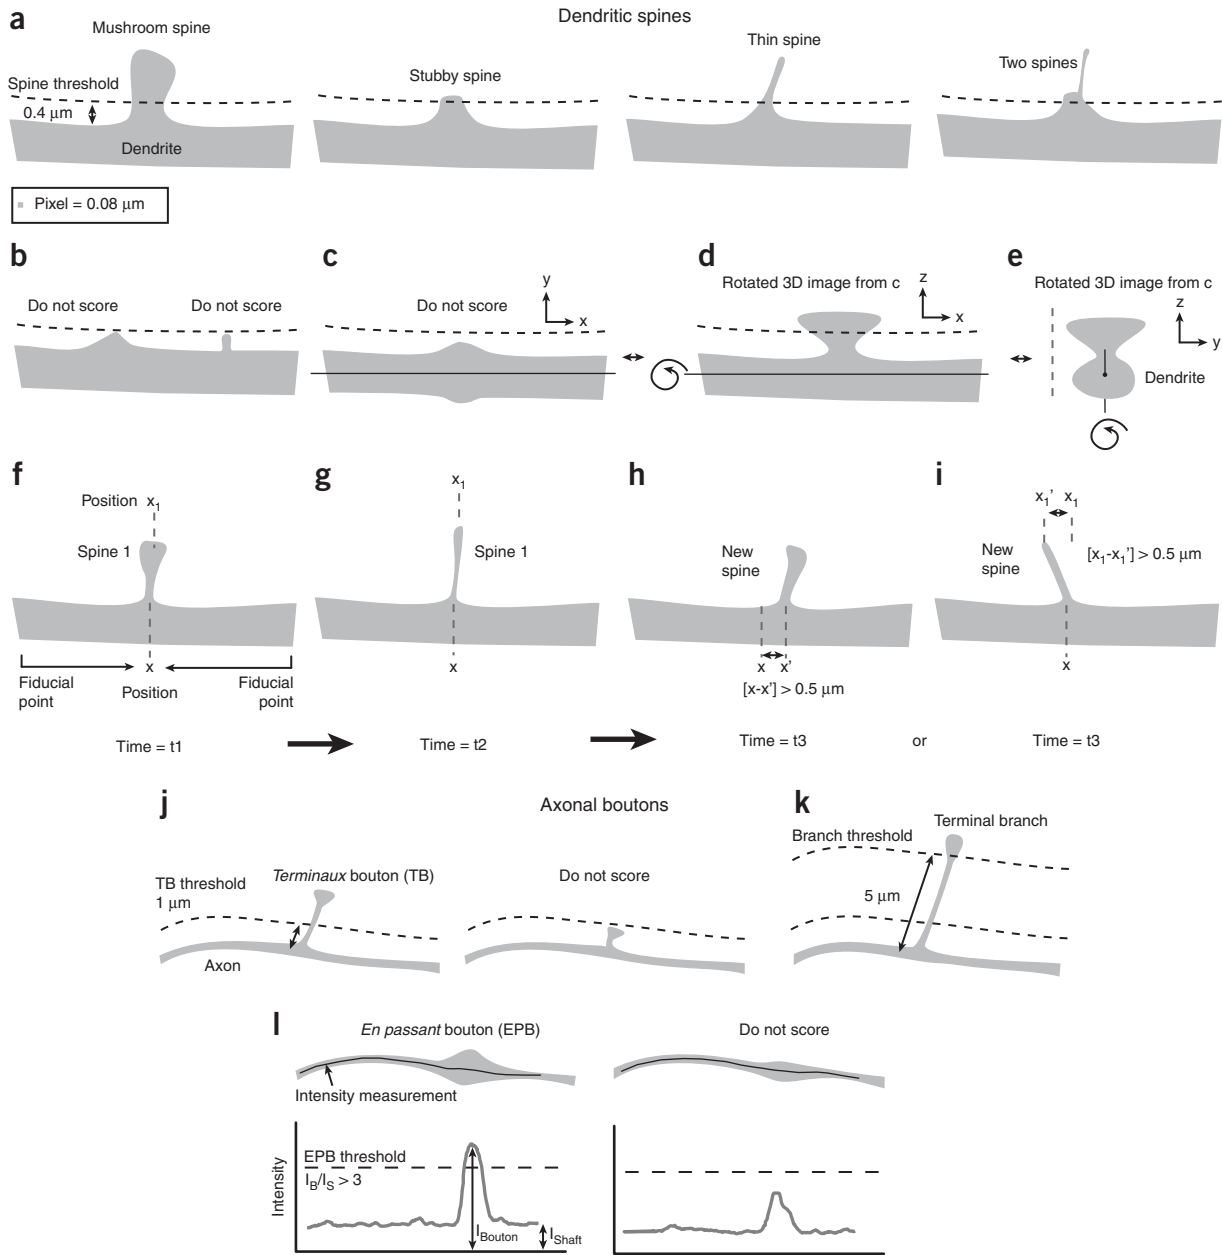 a
Dendritic spines
Mushroom spine
Spine threshold
0.4 μm
Dendrite
Stubby spine
Thin spine
Two spines
Pixel = 0.08 μm
b
Do not score
Do not score
c
Do not score
y
x
d
Rotated 3D image from c
z
x
e
Rotated 3D image from c
z
y
Dendrite
f
Position x₁
Spine 1
x
Fiducial
point
Position
Fiducial
point
g
x₁
Spine 1
x
h
New
spine
x x'
[x-x'] > 0.5 μm
i
x₁' x₁
New
spine
[x₁-x₁'] > 0.5 μm
x
Time = t1
Time = t2
Time = t3
or
Time = t3
j
Axonal boutons
TB threshold
1 μm
Terminaux bouton (TB)
Axon
Do not score
k
Terminal branch
Branch threshold
5 μm
l
En passant bouton (EPB)
Do not score
Intensity measurement
Intensity
EPB threshold
I_B/I_S > 3
I_Bouton
I_Shaft